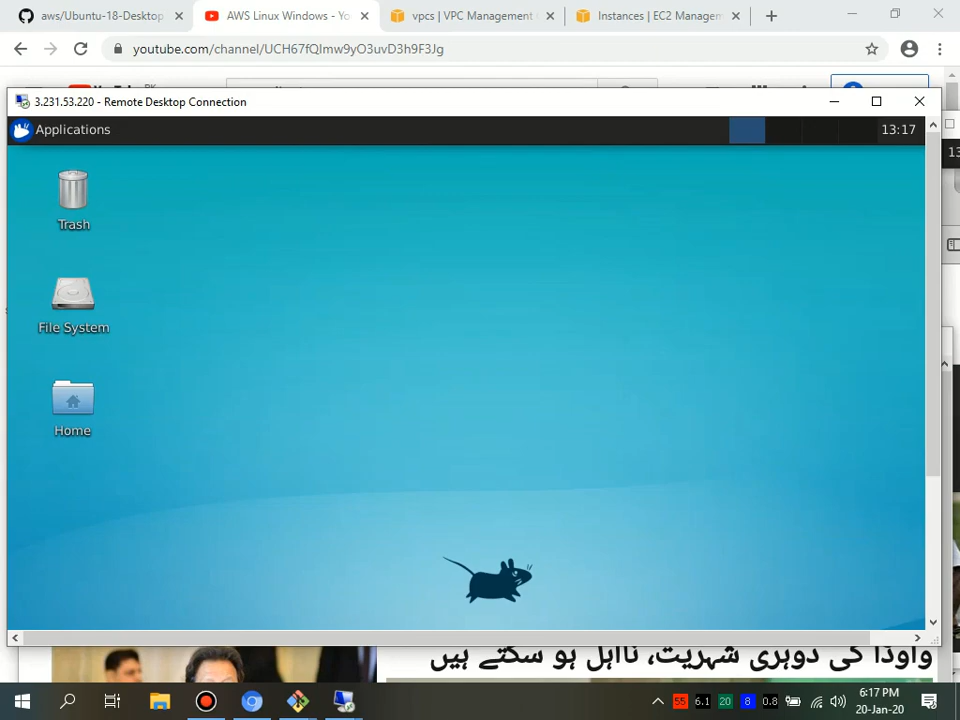 aws/Ubuntu-18-Desktop
AWS Linux Windows - Yo
vpcs | VPC Management
Instances | EC2 Managem
youtube.com/channel/UCH67fQImw9yO3uvD3h9F3Jg
3.231.53.220 - Remote Desktop Connection
Applications
13:17
Trash
File System
Home
واوڈا کی دوہری شہریت، نااہل ہو سکتے ہیں
55
6.1
20
8
0.8
6:17 PM
20-Jan-20